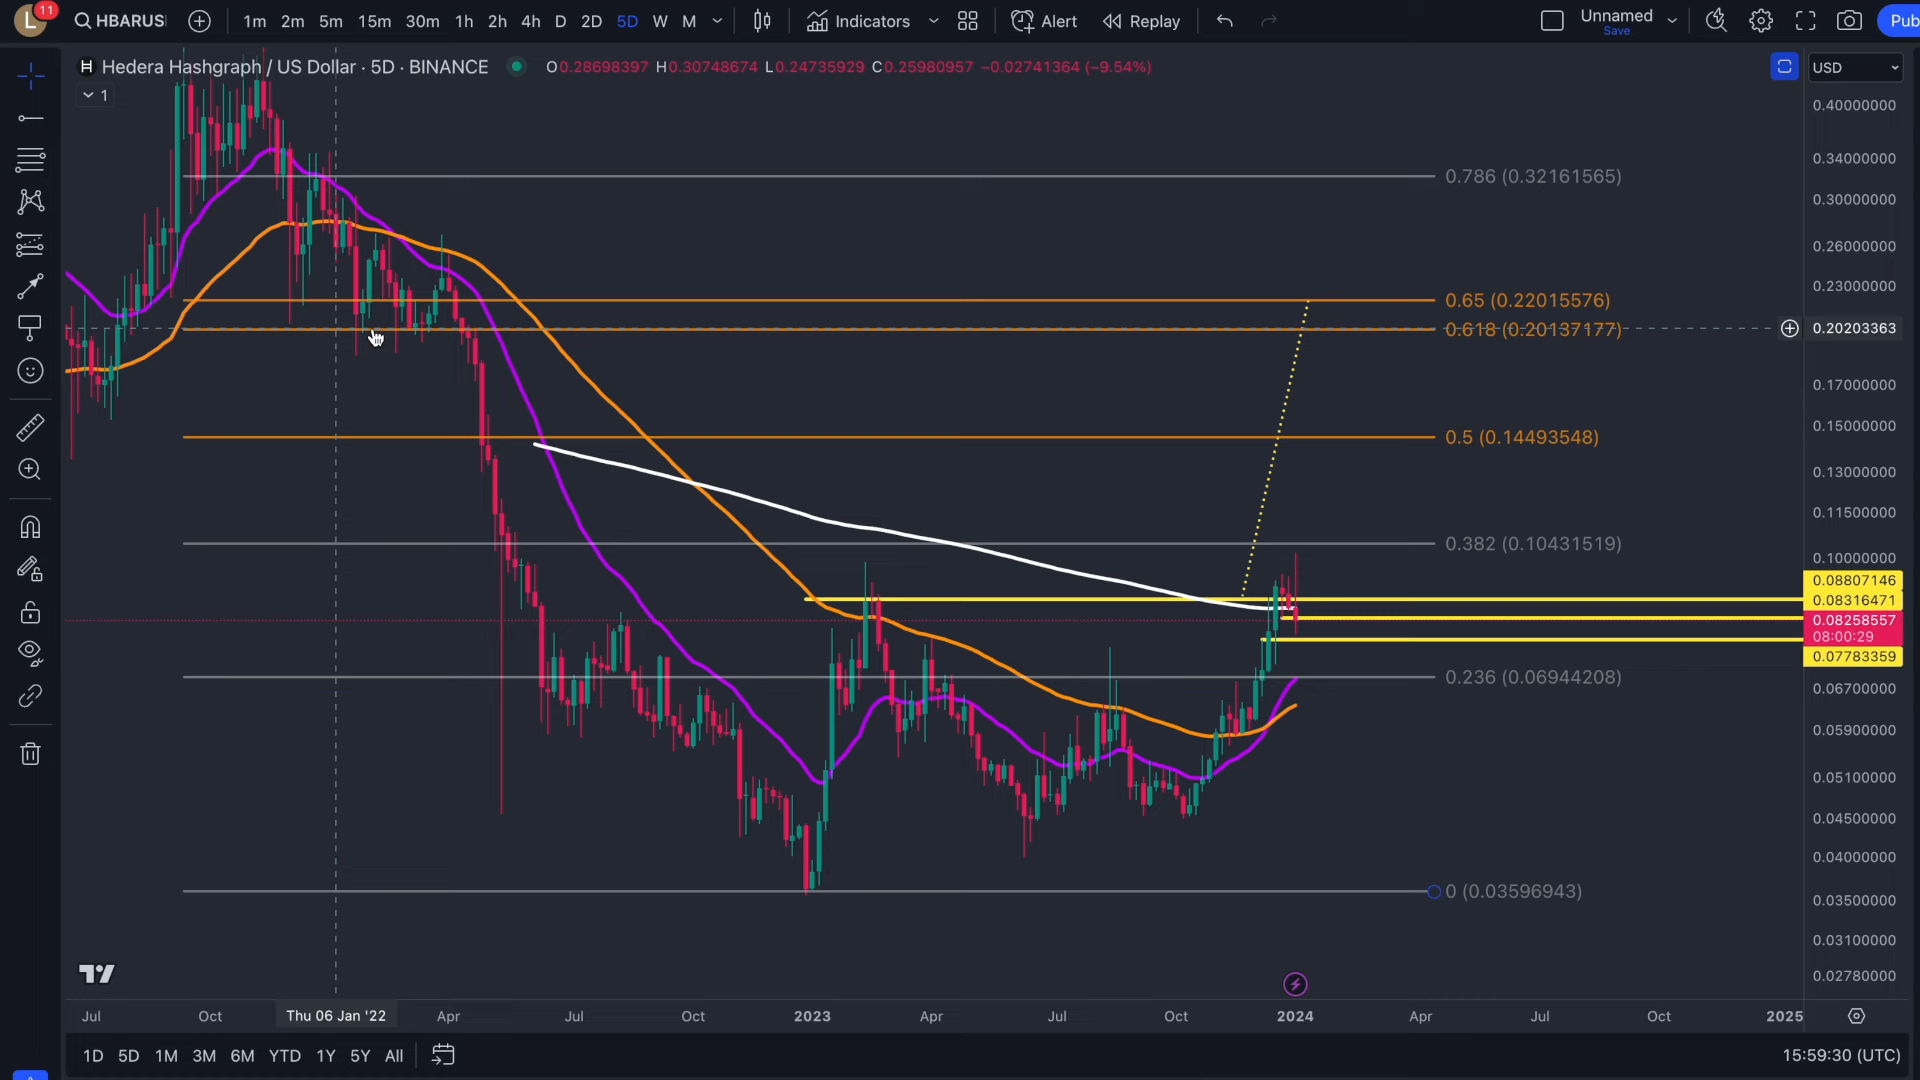 L
11
HBARUS
1m 2m 5m 15m 30m 1h 2h 4h D 2D 5D W M
Indicators
Alert
Replay
Unnamed
Save
Pub
H Hedera Hashgraph / US Dollar · 5D · BINANCE
O0.28698397 H0.30748674 L0.24735929 C0.25980957 −0.02741364 (−9.54%)
1
USD
0.40000000
0.34000000
0.786 (0.32161565)
0.30000000
0.26000000
0.23000000
0.65 (0.22015576)
0.618 (0.20137177)
0.20203363
0.17000000
0.5 (0.14493548)
0.15000000
0.13000000
0.11500000
0.382 (0.10431519)
0.10000000
0.08807146
0.08316471
0.08258557
08:00:29
0.07783359
0.236 (0.06944208)
0.06700000
0.05900000
0.05100000
0.04500000
0.04000000
0 (0.03596943)
0.03500000
0.03100000
0.02780000
Jul Oct Thu 06 Jan '22 Apr Jul Oct 2023 Apr Jul Oct 2024 Apr Jul Oct 2025
1D 5D 1M 3M 6M YTD 1Y 5Y All
15:59:30 (UTC)